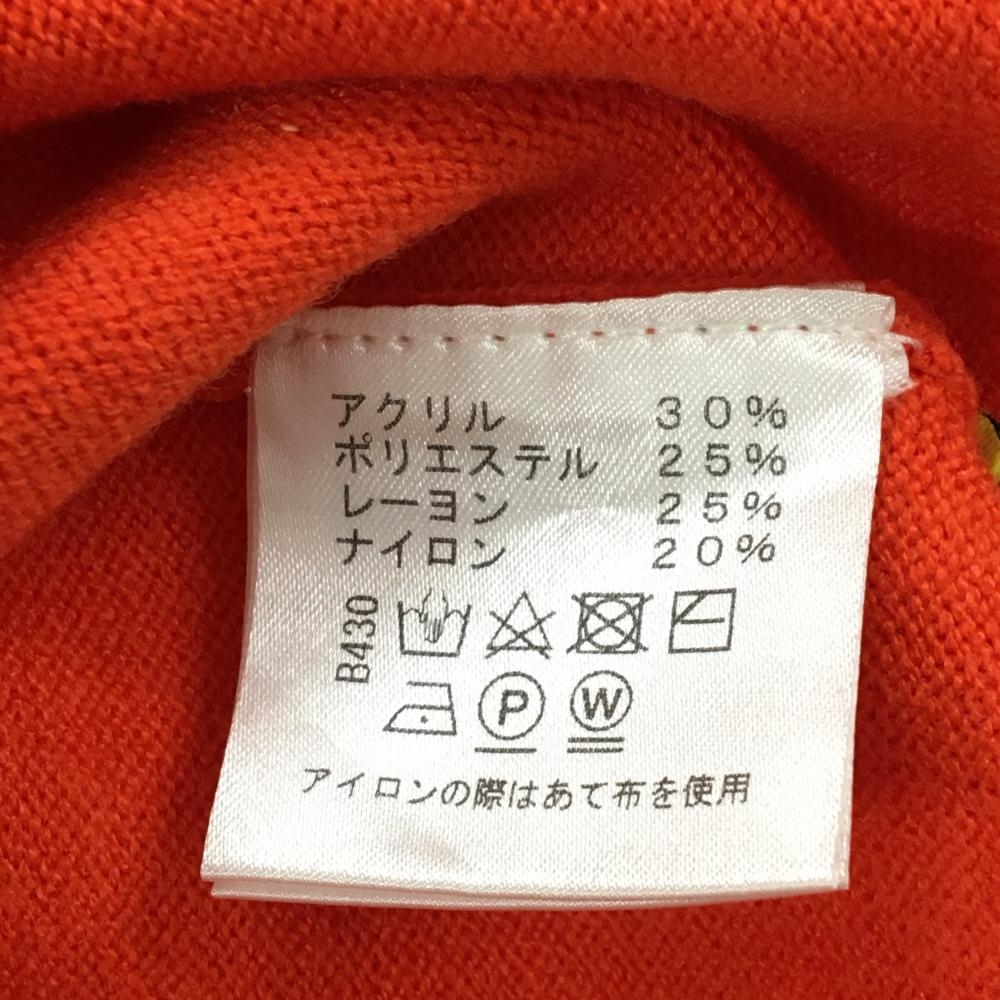 アクリル 30%
ポリエステル 25%
レーヨン 25%
ナイロン 20%
B430
P W
アイロンの際はあて布を使用